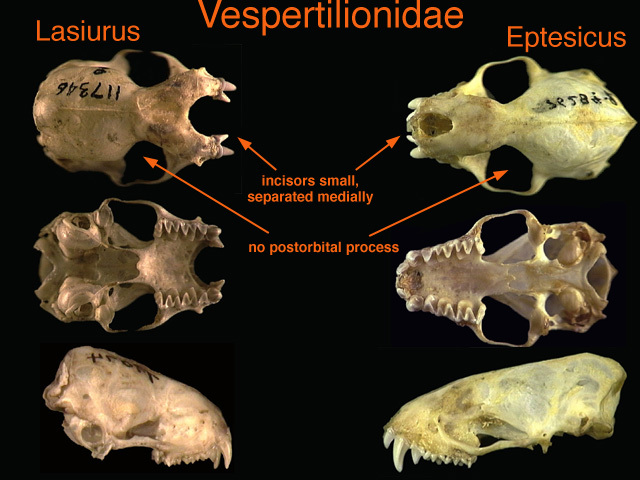 Vespertilionidae
Lasiurus
Eptesicus
117346
incisors small,
separated medially
no postorbital process